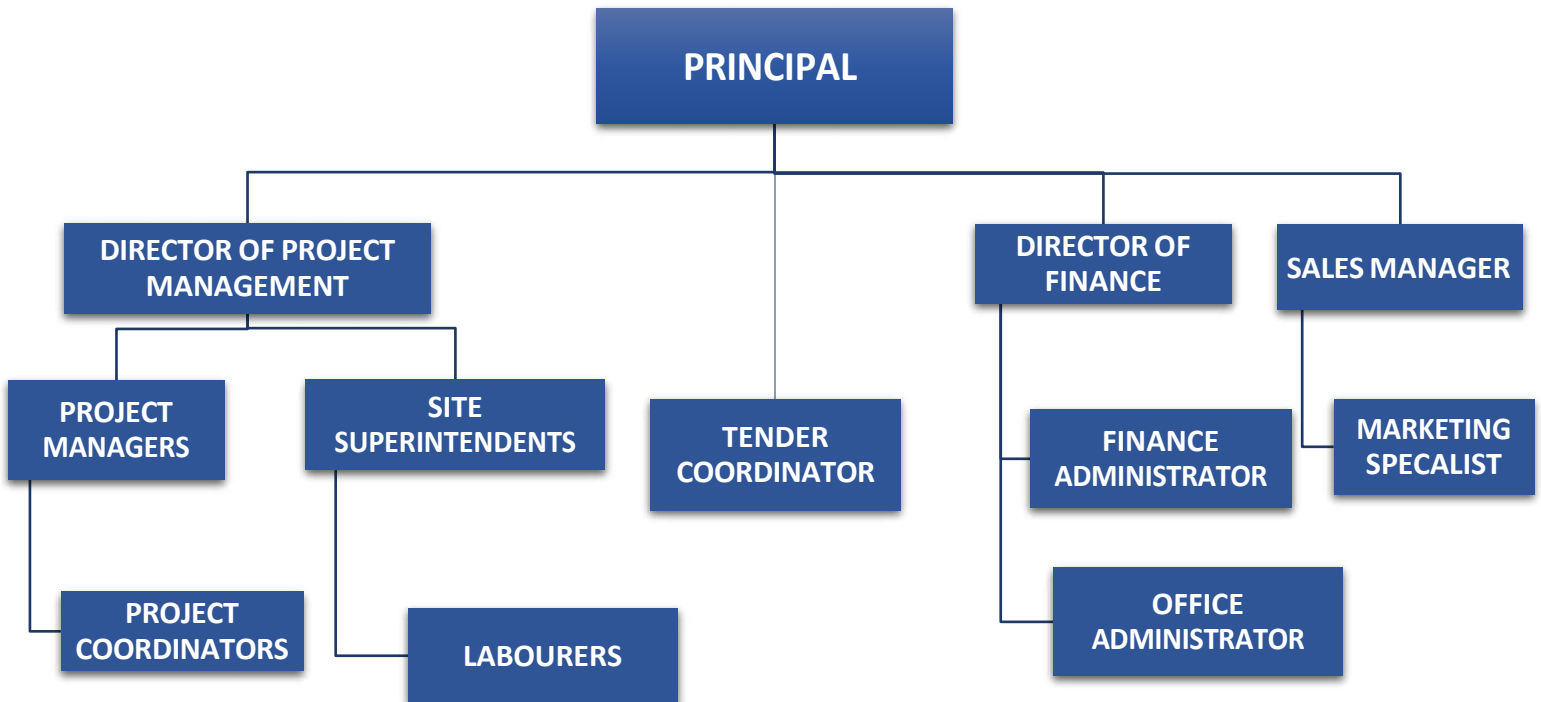 PRINCIPAL
DIRECTOR OF PROJECT
MANAGEMENT
DIRECTOR OF
FINANCE
SALES MANAGER
PROJECT
MANAGERS
SITE
SUPERINTENDENTS
TENDER
COORDINATOR
FINANCE
ADMINISTRATOR
MARKETING
SPECALIST
PROJECT
COORDINATORS
LABOURERS
OFFICE
ADMINISTRATOR